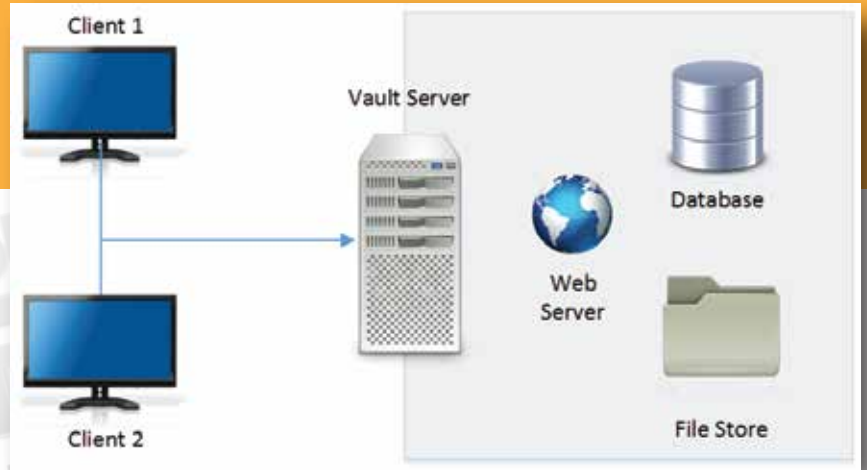 Client 1
Vault Server
Database
Web
Server
Client 2
File Store